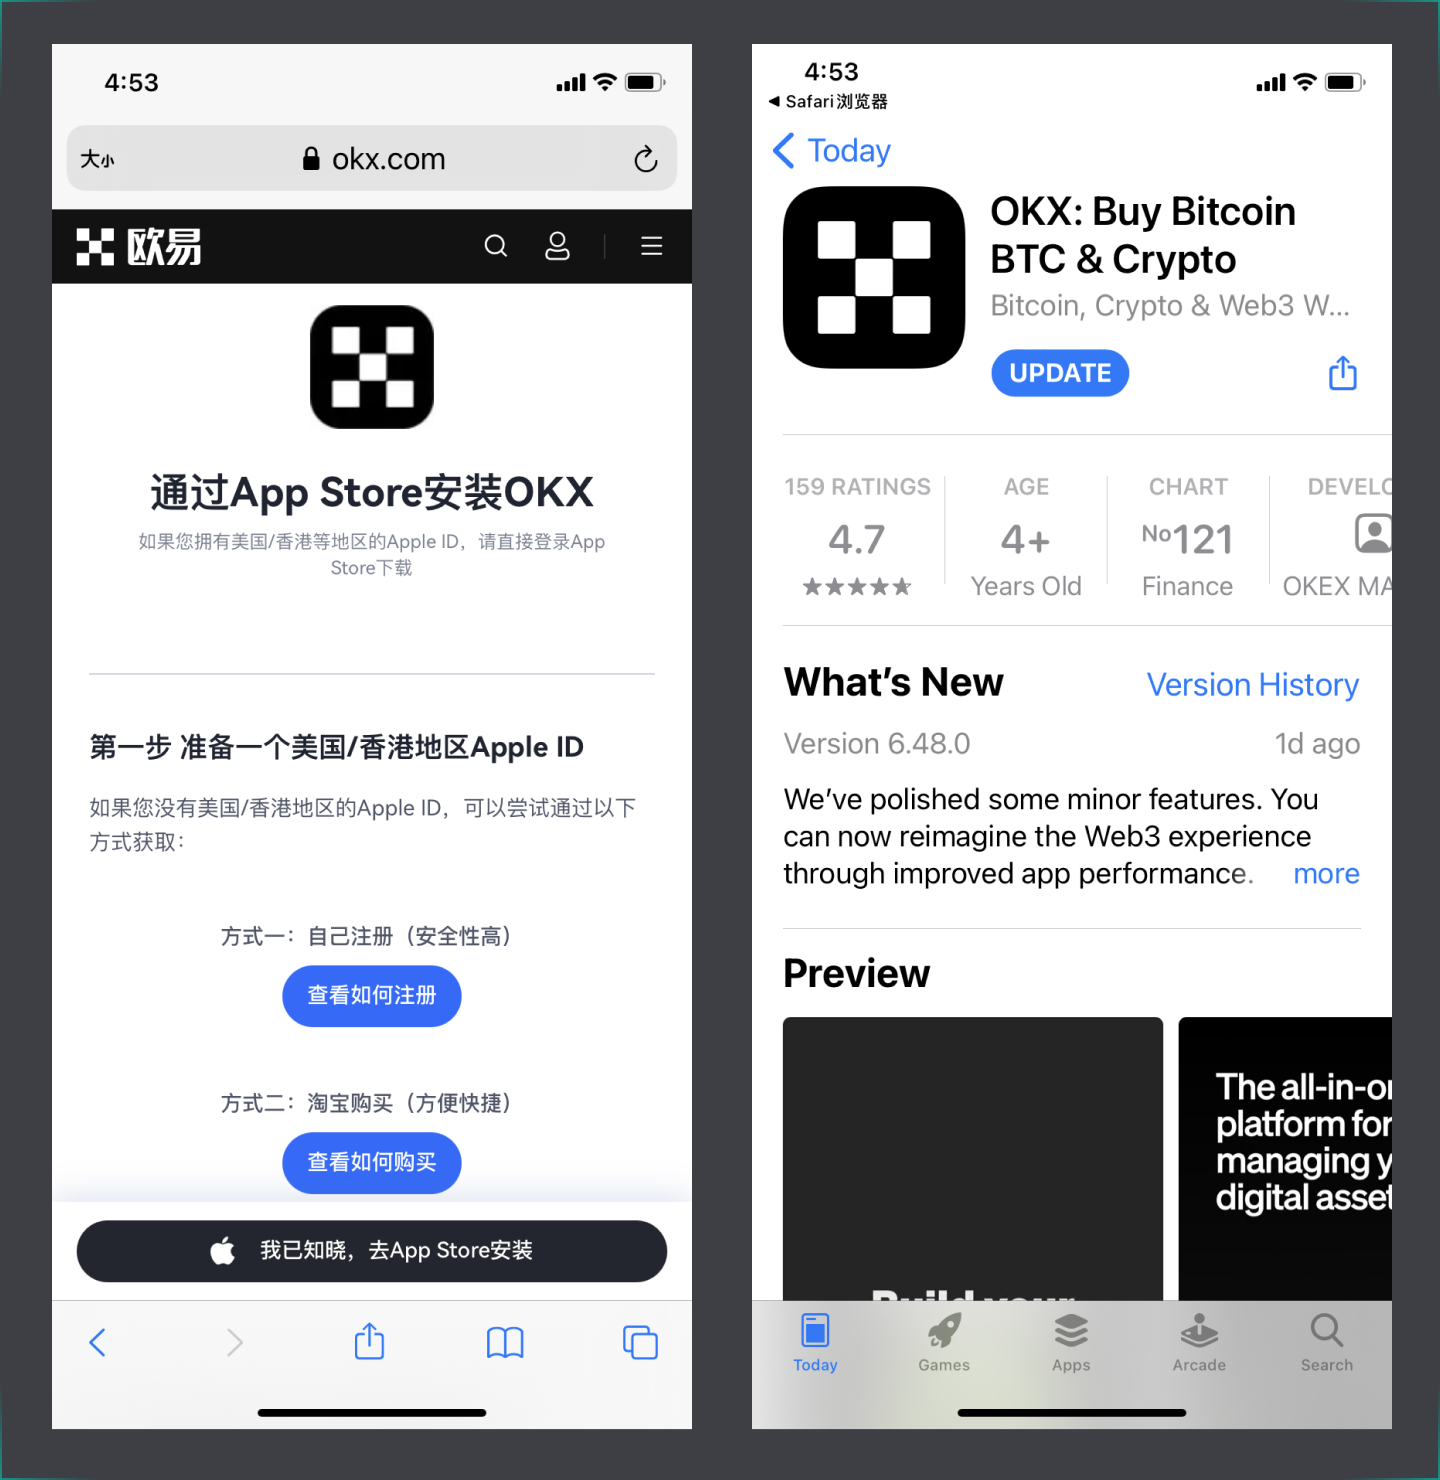 4:53
大小
okx.com
欧易
通过App Store安装OKX
如果您拥有美国/香港等地区的Apple ID，请直接登录App
Store下载
第一步 准备一个美国/香港地区Apple ID
如果您没有美国/香港地区的Apple ID，可以尝试通过以下
方式获取：
方式一：自己注册（安全性高）
查看如何注册
方式二：淘宝购买（方便快捷）
查看如何购买
我已知晓，去App Store安装
4:53
Safari浏览器
Today
OKX: Buy Bitcoin
BTC & Crypto
Bitcoin, Crypto & Web3 W...
UPDATE
159 RATINGS
4.7
AGE
4+
Years Old
CHART
No121
Finance
DEVELO
OKEX MA
What's New
Version History
Version 6.48.0
1d ago
We've polished some minor features. You
can now reimagine the Web3 experience
through improved app performance.
more
Preview
Build your
The all-in-on
platform for
managing y
digital asset
Today
Games
Apps
Arcade
Search